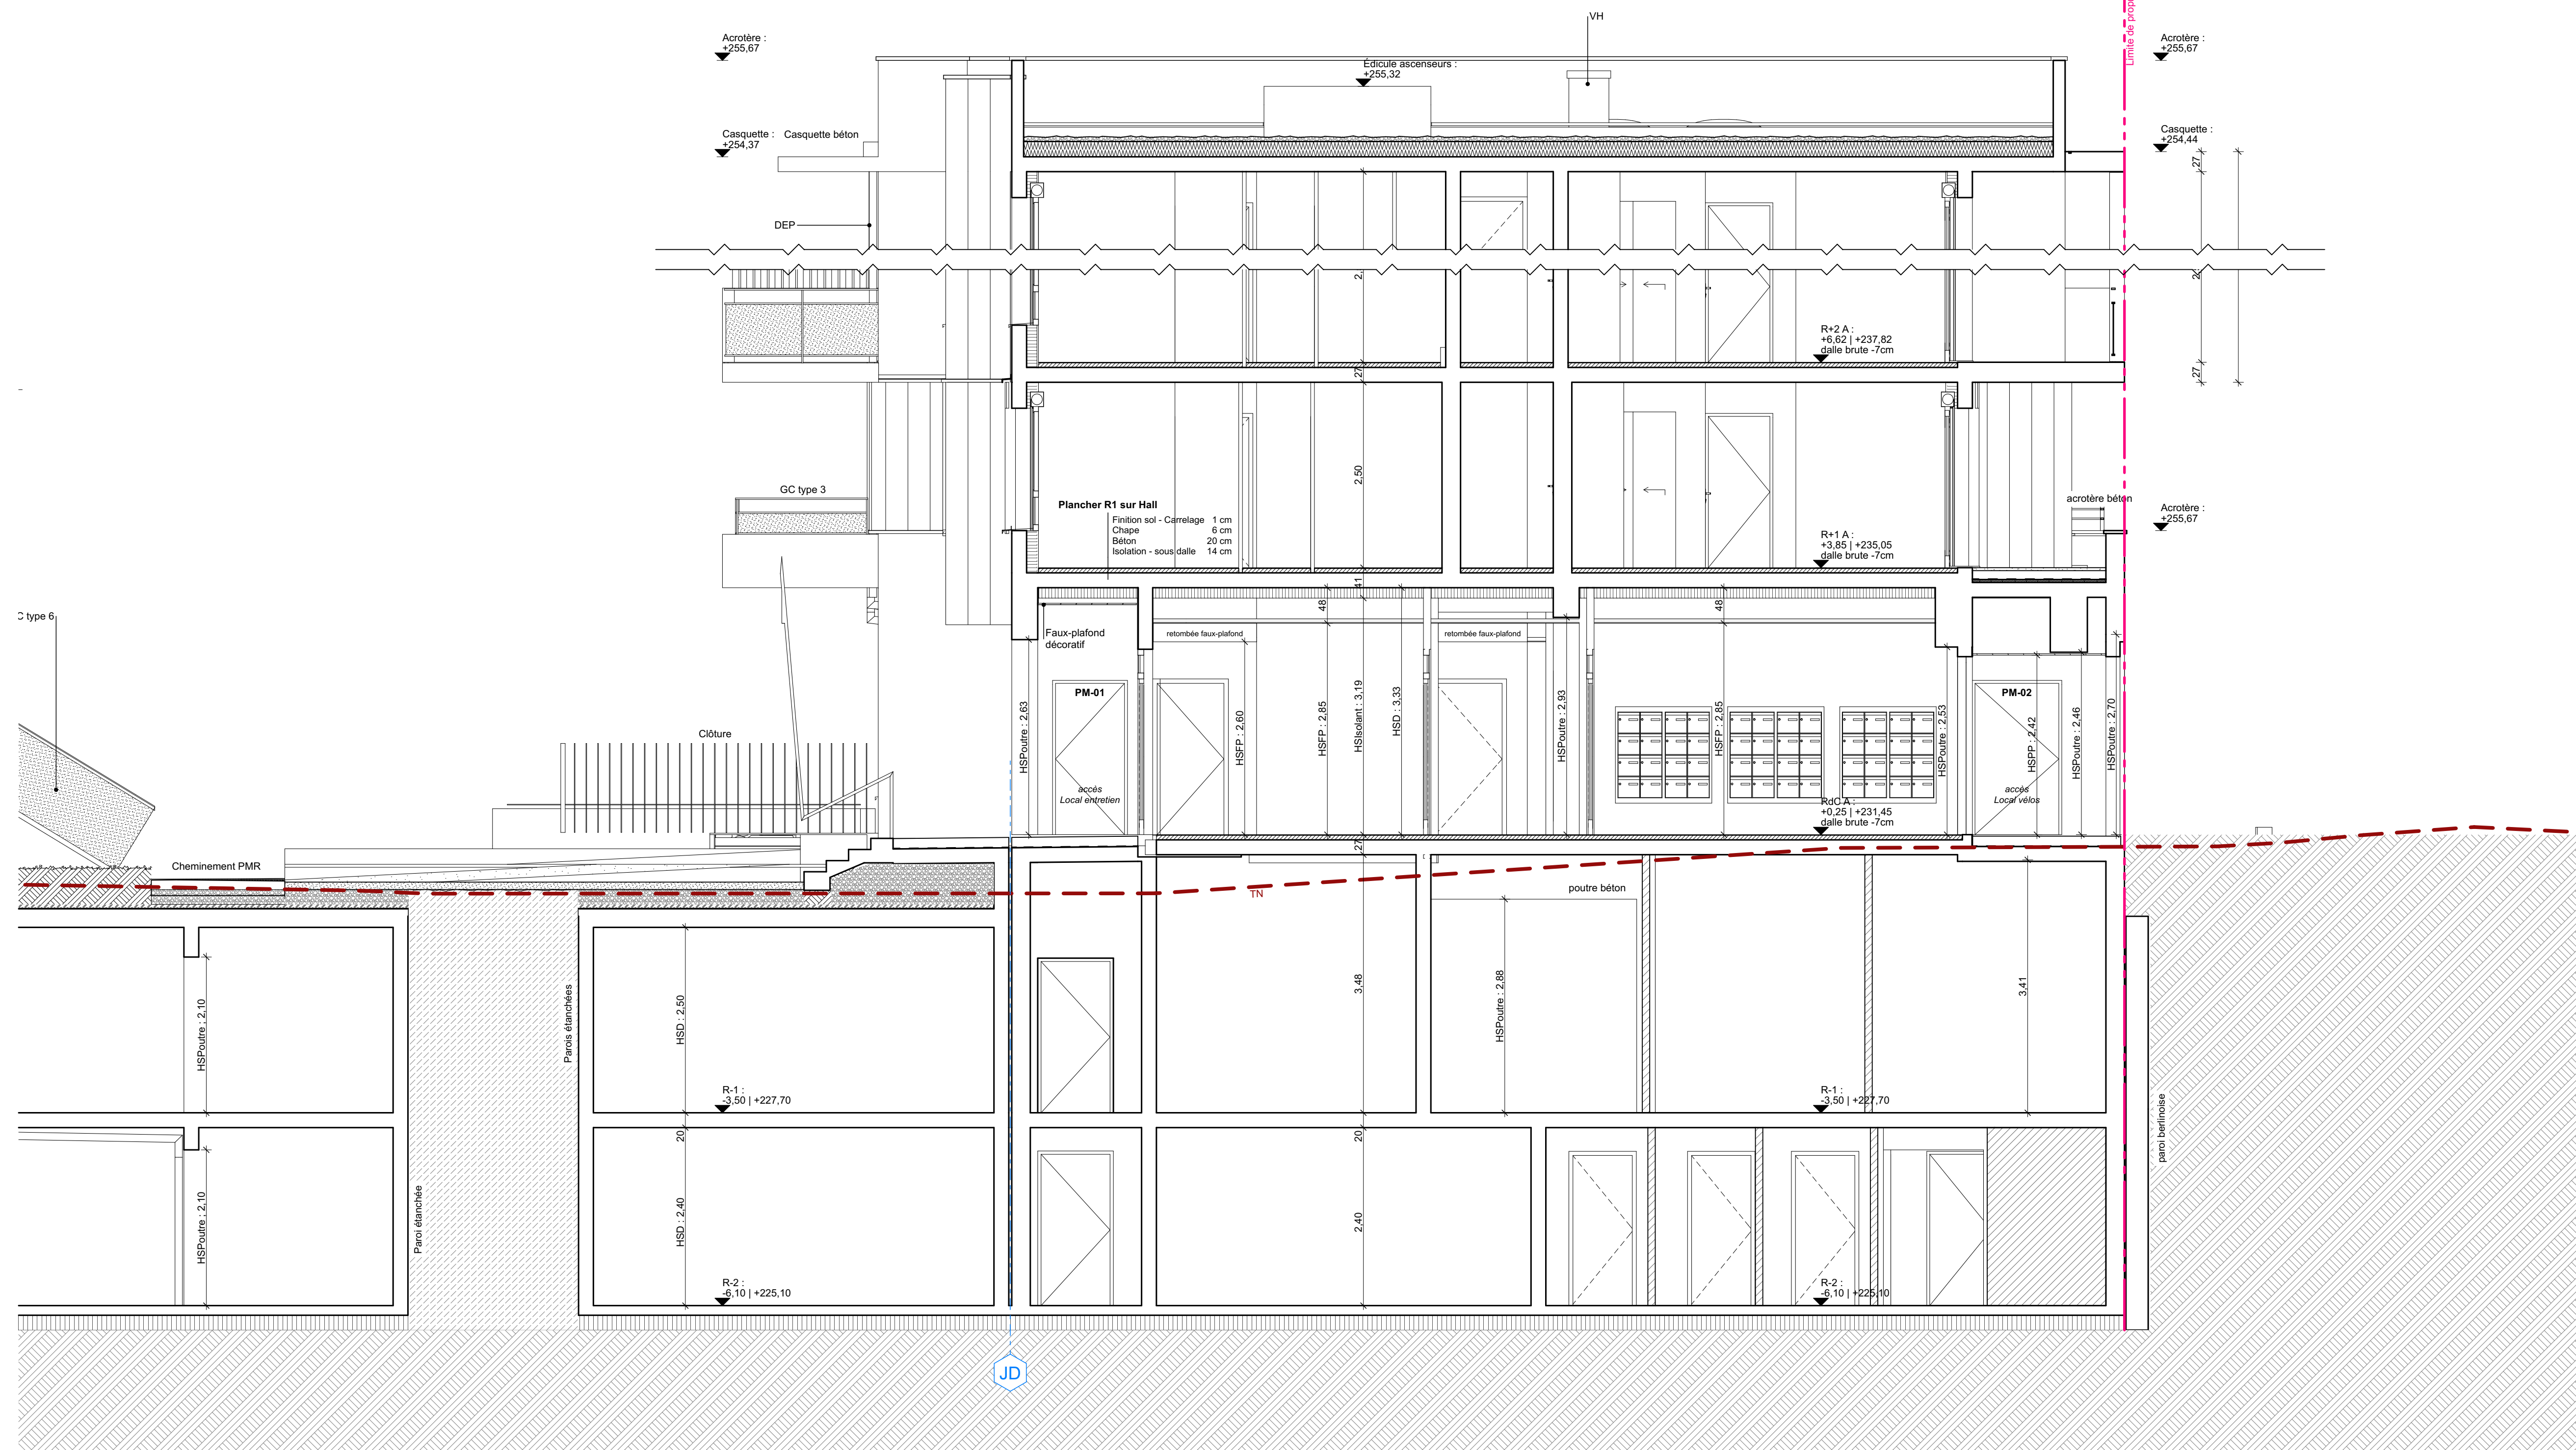 VH
Limite de propr
Acrotère :
+255,67
Acrotère :
+255,67
Edicule ascenseurs :
+255,32
Casquette :
+254,37
Casquette béton
Casquette :
+254,44
27
DEP
2,
2,
R+2 A :
+6,62 | +237,82
dalle brute -7cm
27
27
GC type 3
2,50
Plancher R1 sur Hall
Finition sol - Carrelage 1 cm
Chape 6 cm
Béton 20 cm
Isolation - sous dalle 14 cm
acrotère béton
Acrotère :
+255,67
R+1 A :
+3,85 | +235,05
dalle brute -7cm
41
48
48
C type 6
Faux-plafond
décoratif
retombée faux-plafond
retombée faux-plafond
PM-01
PM-02
HSPoutre : 2,63
HSFP : 2,60
HSFP : 2,85
HSIsolant : 3,19
HSD : 3,33
HSPoutre : 2,93
HSFP : 2,85
HSPoutre : 2,53
HSPP : 2,42
HSPoutre : 2,46
HSPoutre : 2,70
Clôture
accès
Local entretien
accès
Local vélos
RdC A :
+0,25 | +231,45
dalle brute -7cm
27
Cheminement PMR
TN
poutre béton
HSPoutre : 2,10
Parois étanchées
HSD : 2,50
3,48
HSPoutre : 2,88
3,41
R-1 :
-3,50 | +227,70
R-1 :
-3,50 | +227,70
paroi berlinoise
20
20
HSPoutre : 2,10
Paroi étanchée
HSD : 2,40
2,40
R-2 :
-6,10 | +225,10
R-2 :
-6,10 | +225,10
JD